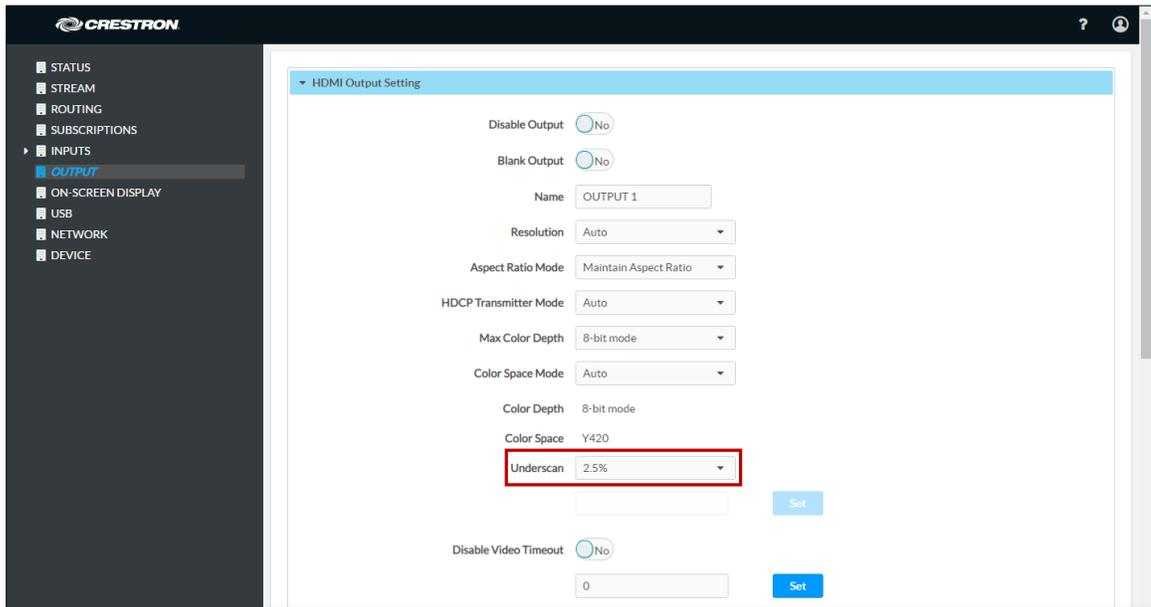 CRESTRON.
?
STATUS
STREAM
ROUTING
SUBSCRIPTIONS
INPUTS
OUTPUT
ON-SCREEN DISPLAY
USB
NETWORK
DEVICE
HDMI Output Setting
Disable Output No
Blank Output No
Name OUTPUT 1
Resolution Auto
Aspect Ratio Mode Maintain Aspect Ratio
HDCP Transmitter Mode Auto
Max Color Depth 8-bit mode
Color Space Mode Auto
Color Depth 8-bit mode
Color Space Y420
Underscan 2.5%
Set
Disable Video Timeout No
0 Set